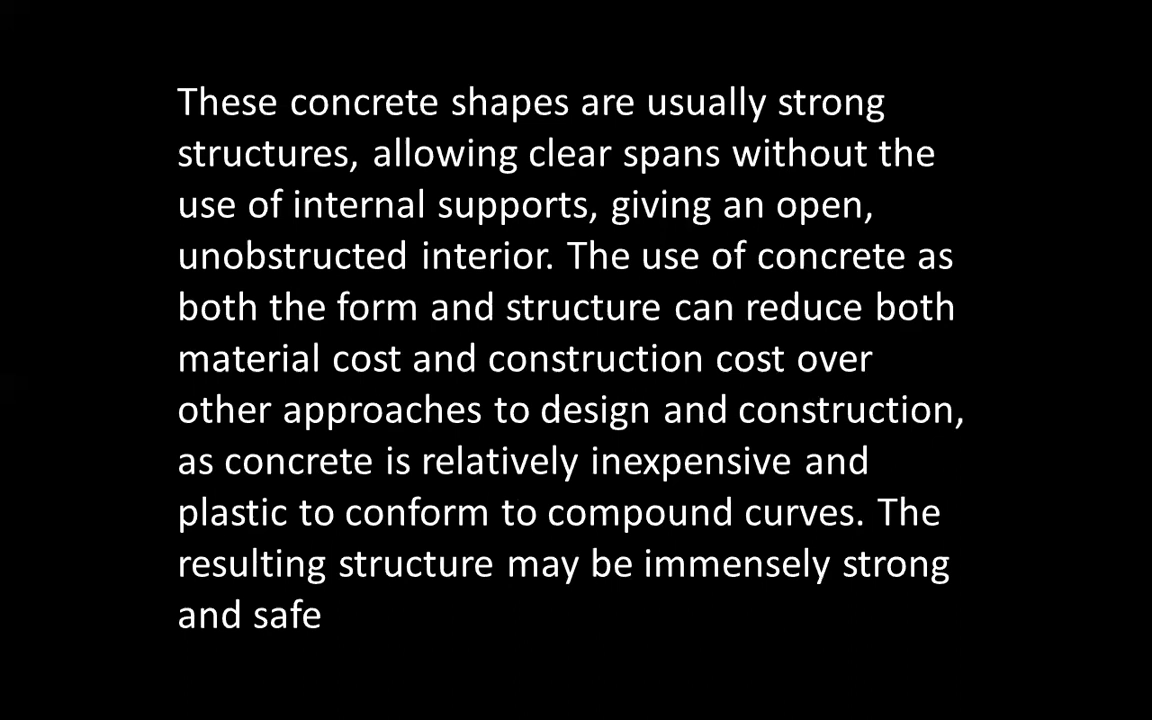 These concrete shapes are usually strong
structures, allowing clear spans without the
use of internal supports, giving an open,
unobstructed interior. The use of concrete as
both the form and structure can reduce both
material cost and construction cost over
other approaches to design and construction,
as concrete is relatively inexpensive and
plastic to conform to compound curves. The
resulting structure may be immensely strong
and safe